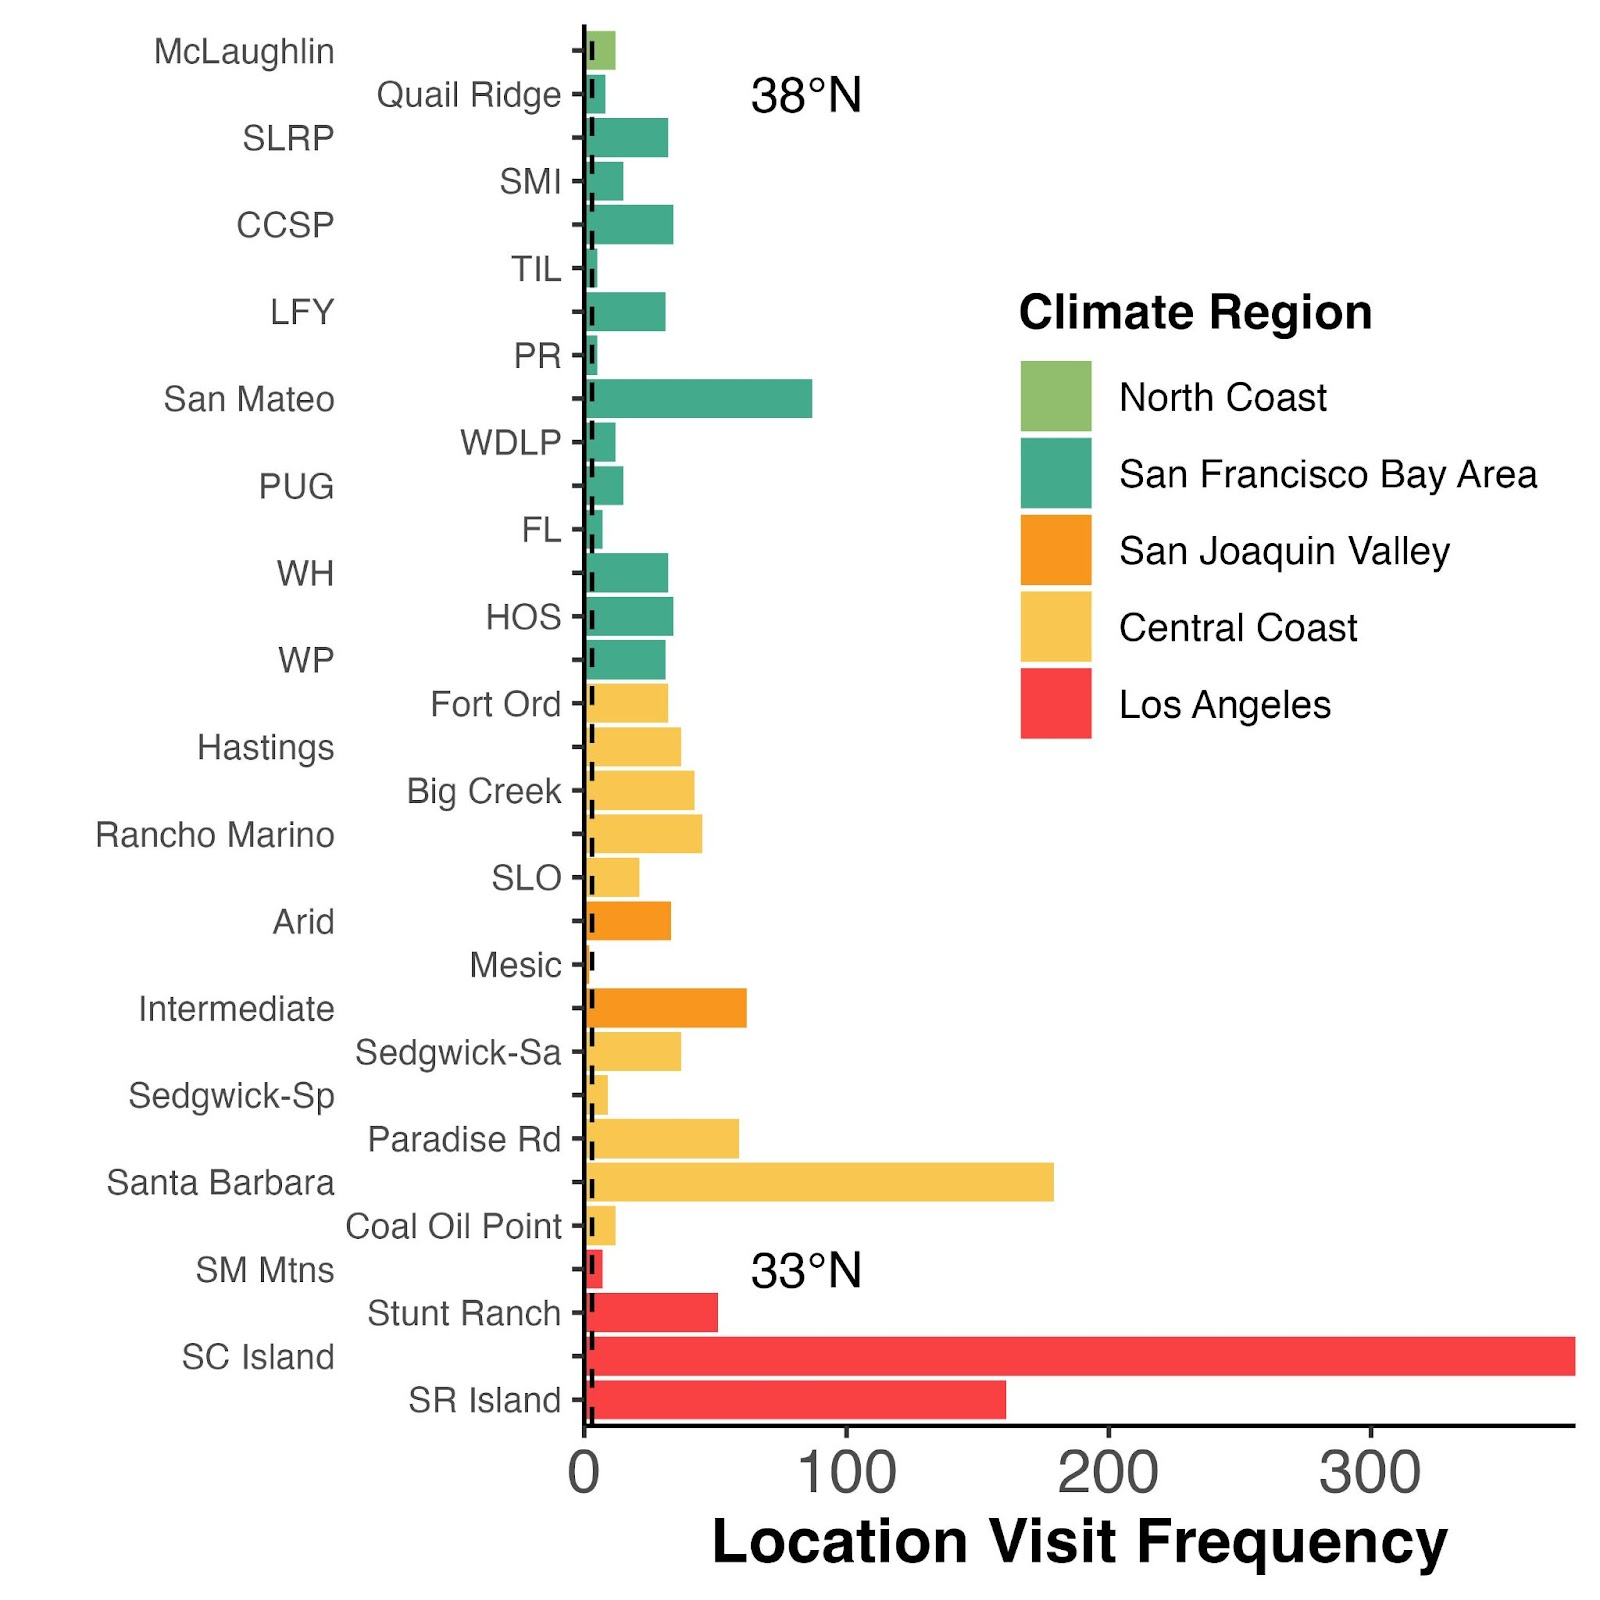 McLaughlin
Quail Ridge
38°N
SLRP
SMI
CCSP
TIL
LFY
PR
San Mateo
WDLP
PUG
FL
WH
HOS
WP
Fort Ord
Hastings
Big Creek
Rancho Marino
SLO
Arid
Mesic
Intermediate
Sedgwick-Sa
Sedgwick-Sp
Paradise Rd
Santa Barbara
Coal Oil Point
SM Mtns
33°N
Stunt Ranch
SC Island
SR Island
Climate Region
North Coast
San Francisco Bay Area
San Joaquin Valley
Central Coast
Los Angeles
0 100 200 300
Location Visit Frequency